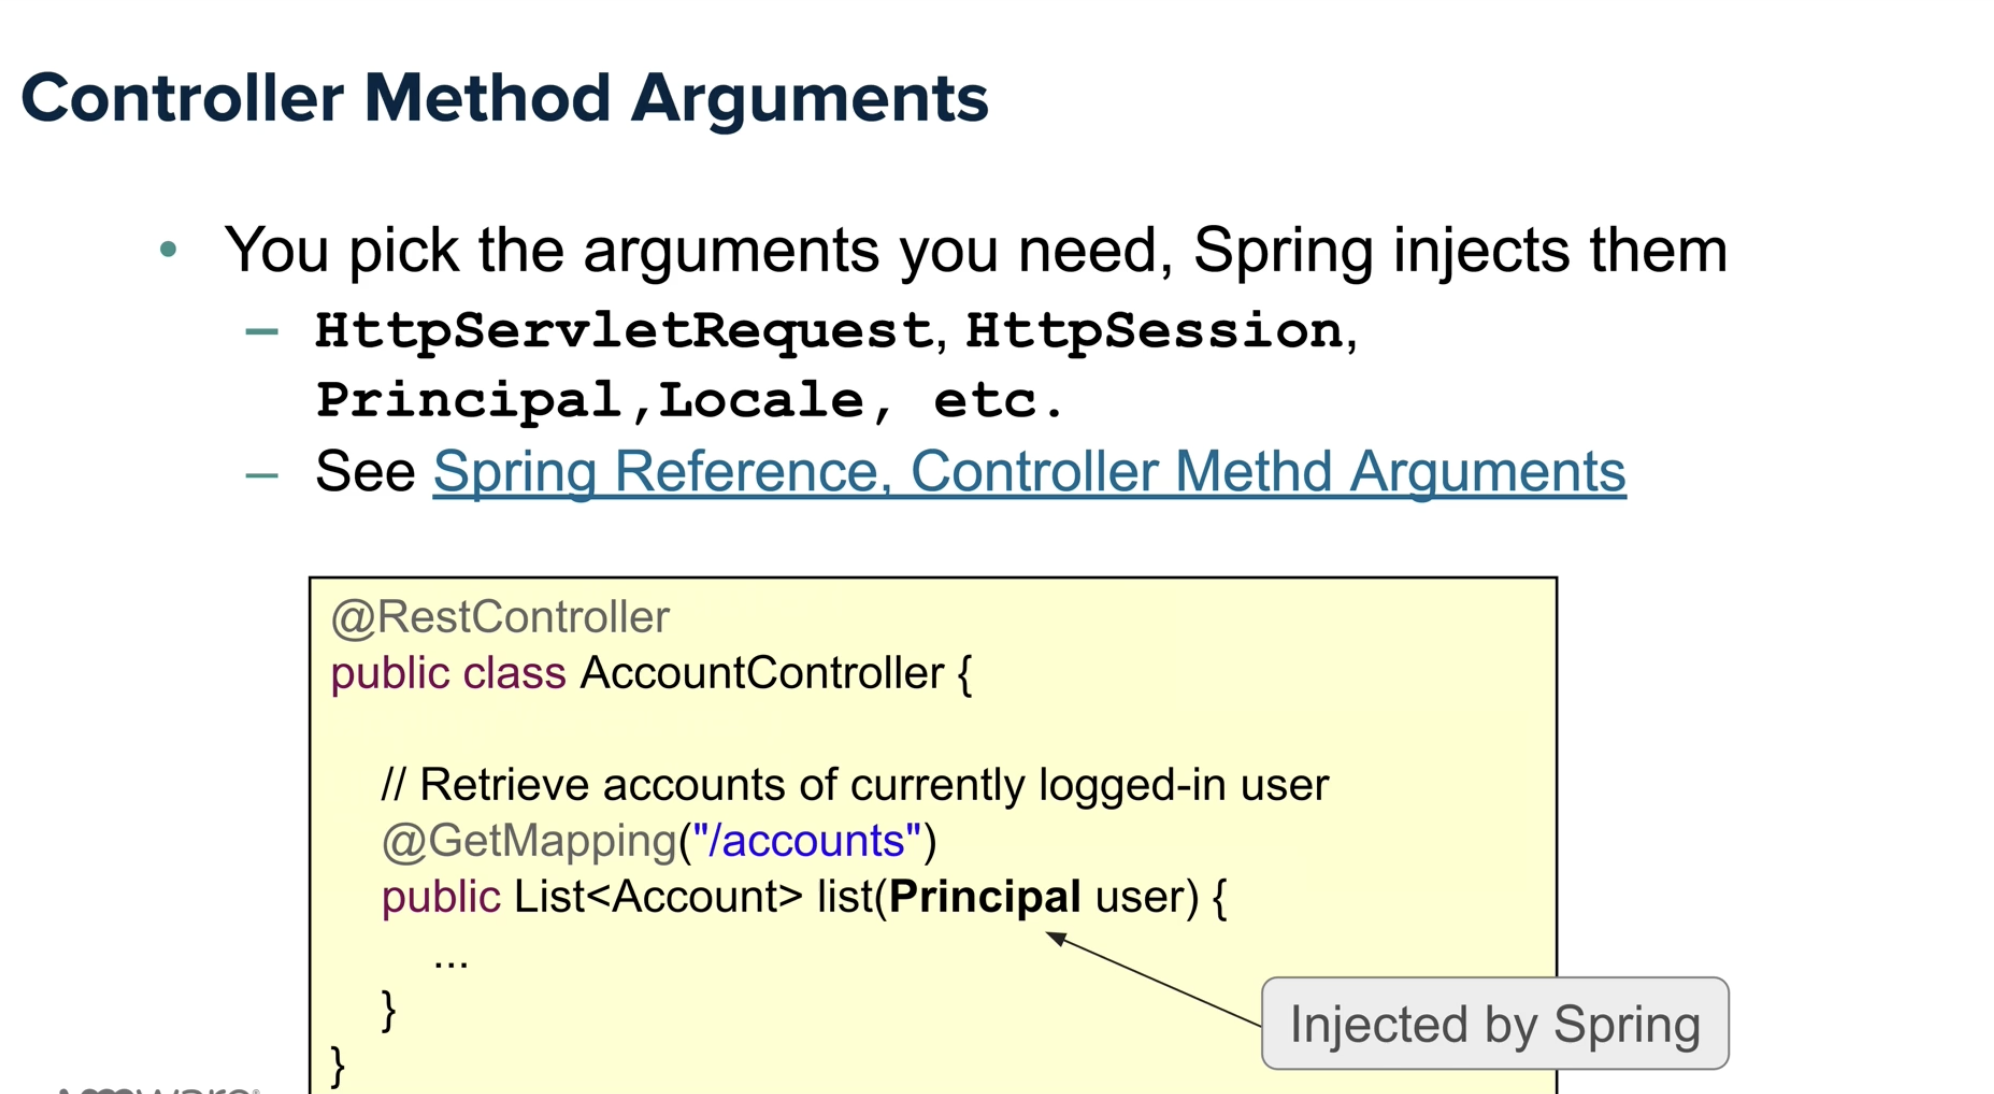 Controller Method Arguments
• You pick the arguments you need, Spring injects them
– HttpServletRequest, HttpSession,
Principal,Locale, etc.
– See Spring Reference, Controller Methd Arguments
@RestController
public class AccountController {
// Retrieve accounts of currently logged-in user
@GetMapping("/accounts")
public List<Account> list(Principal user) {
...
}
}
Injected by Spring